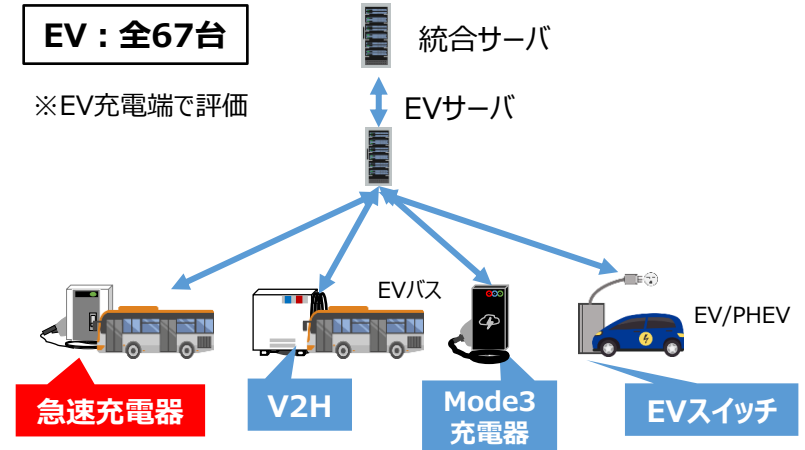 EV：全67台
統合サーバ
※EV充電端で評価
EVサーバ
EVバス
eco
EV/PHEV
急速充電器
V2H
Mode3
充電器
EVスイッチ